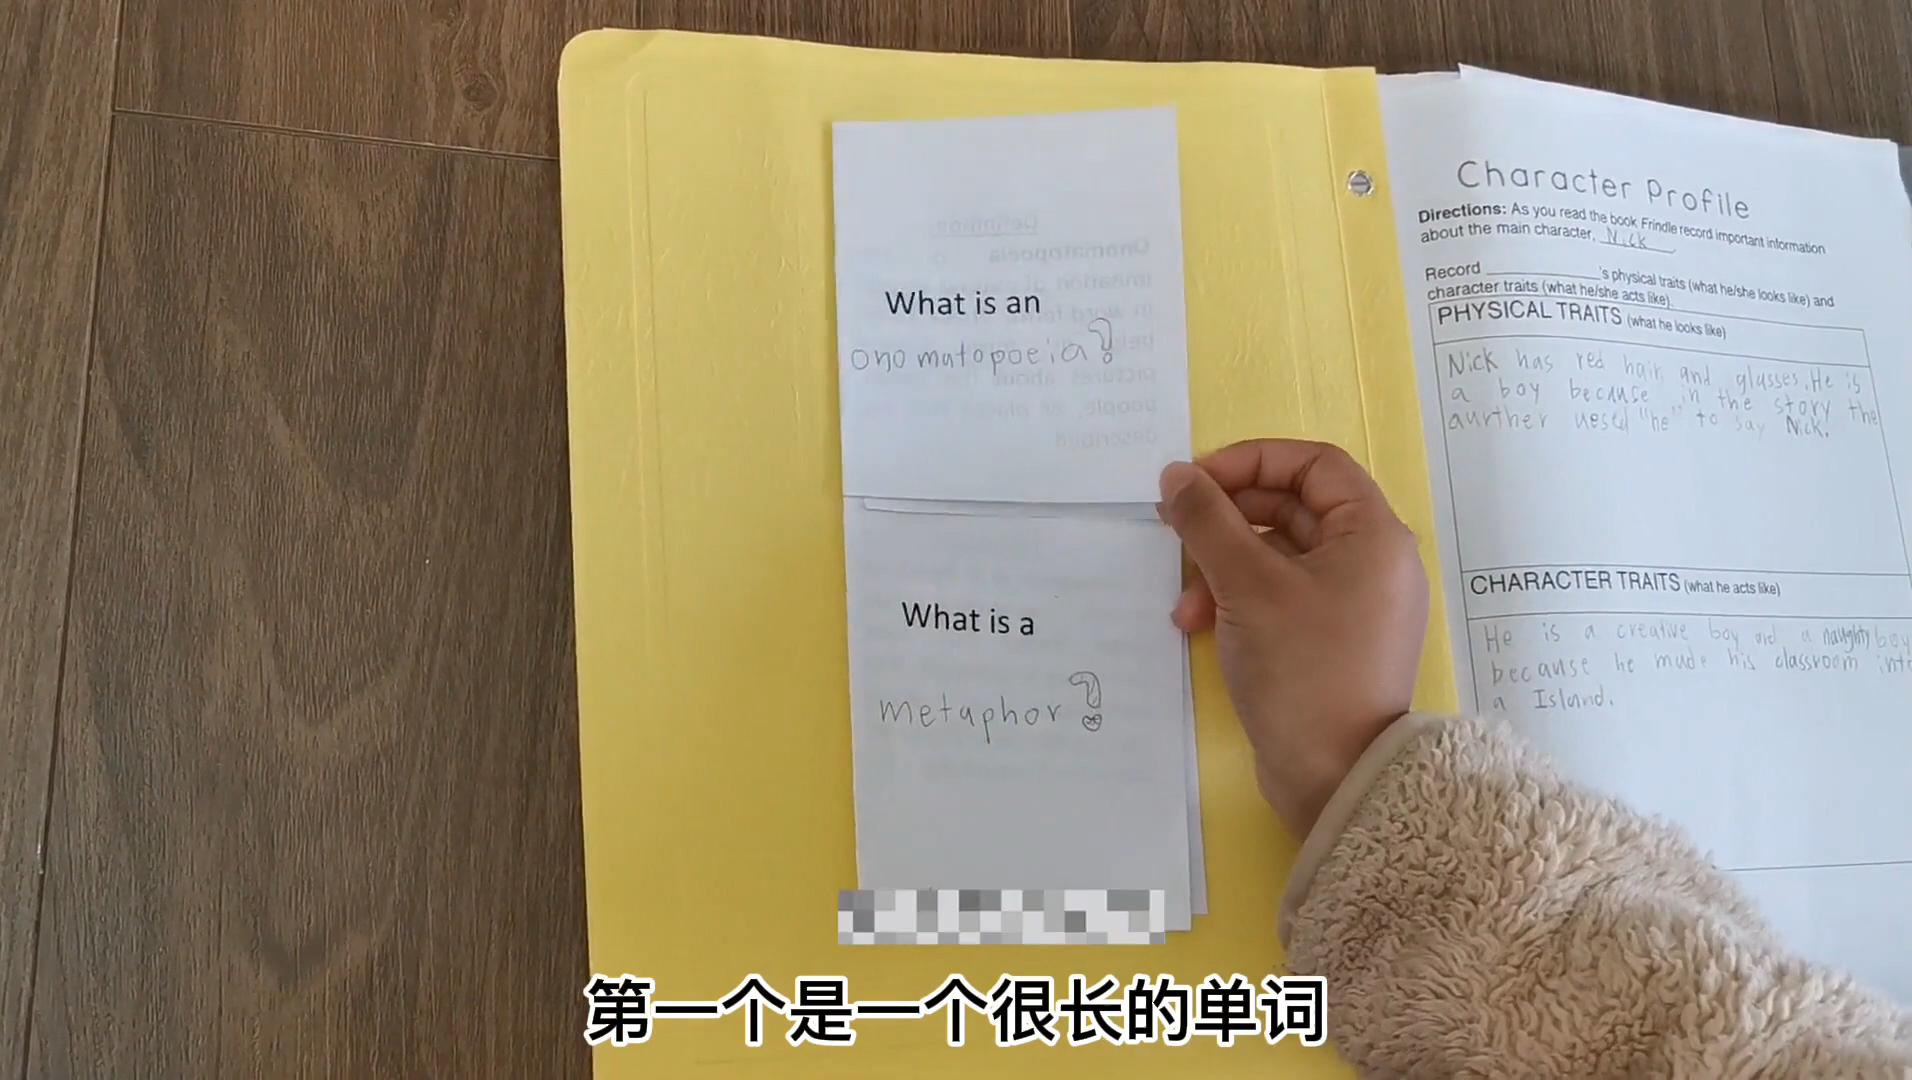 What is an
onomatopoeia?
What is a
metaphor?
Character Profile
Directions: As you read the book Frindle record important information
about the main character, Nick.
Record ____________'s physical traits (what he/she looks like) and
character traits (what he/she acts like).
PHYSICAL TRAITS (what he looks like)
Nick has red hair and glasses. He is
a boy because in the story the
aurther uesed "he" to say Nick.
CHARACTER TRAITS (what he acts like)
He is a creative boy and a naughty boy
because he made his classroom into
a Island.
第一个是一个很长的单词